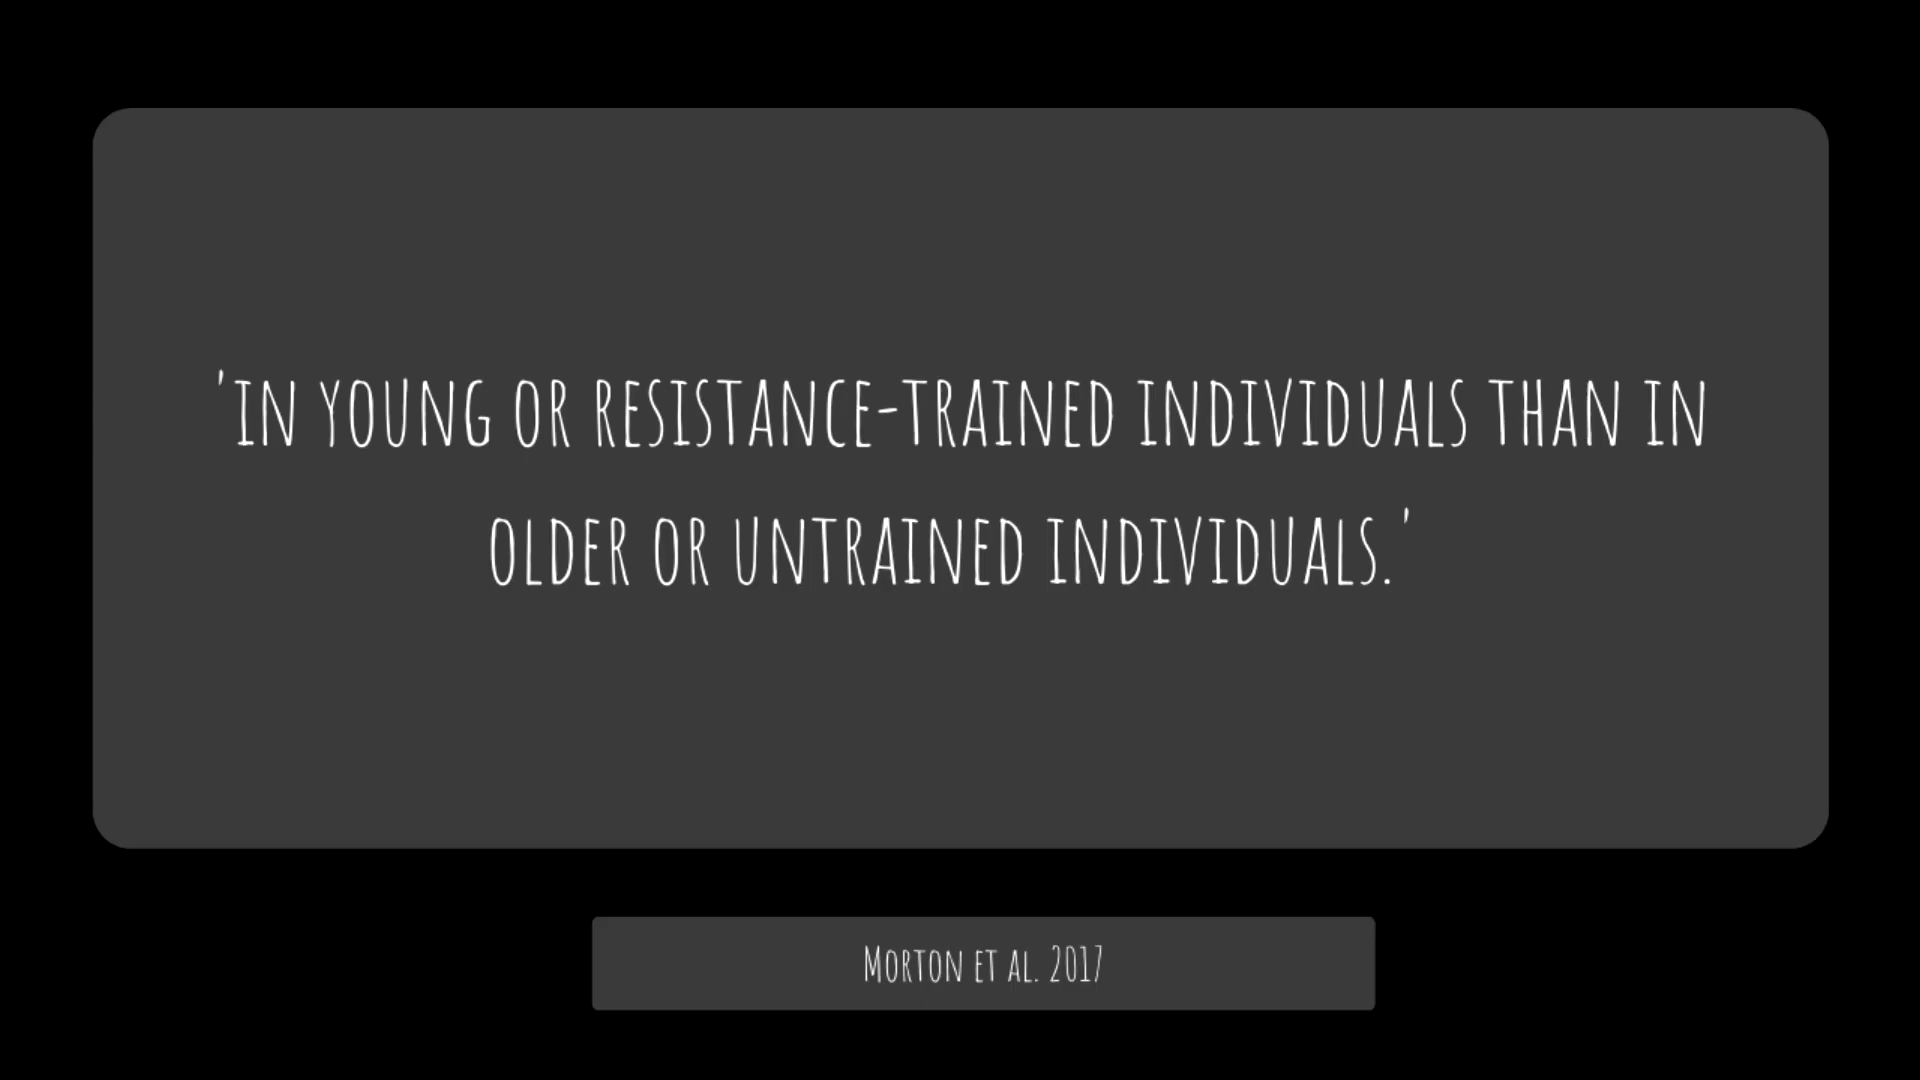 'IN YOUNG OR RESISTANCE-TRAINED INDIVIDUALS THAN IN
OLDER OR UNTRAINED INDIVIDUALS.'
MORTON ET AL. 2017